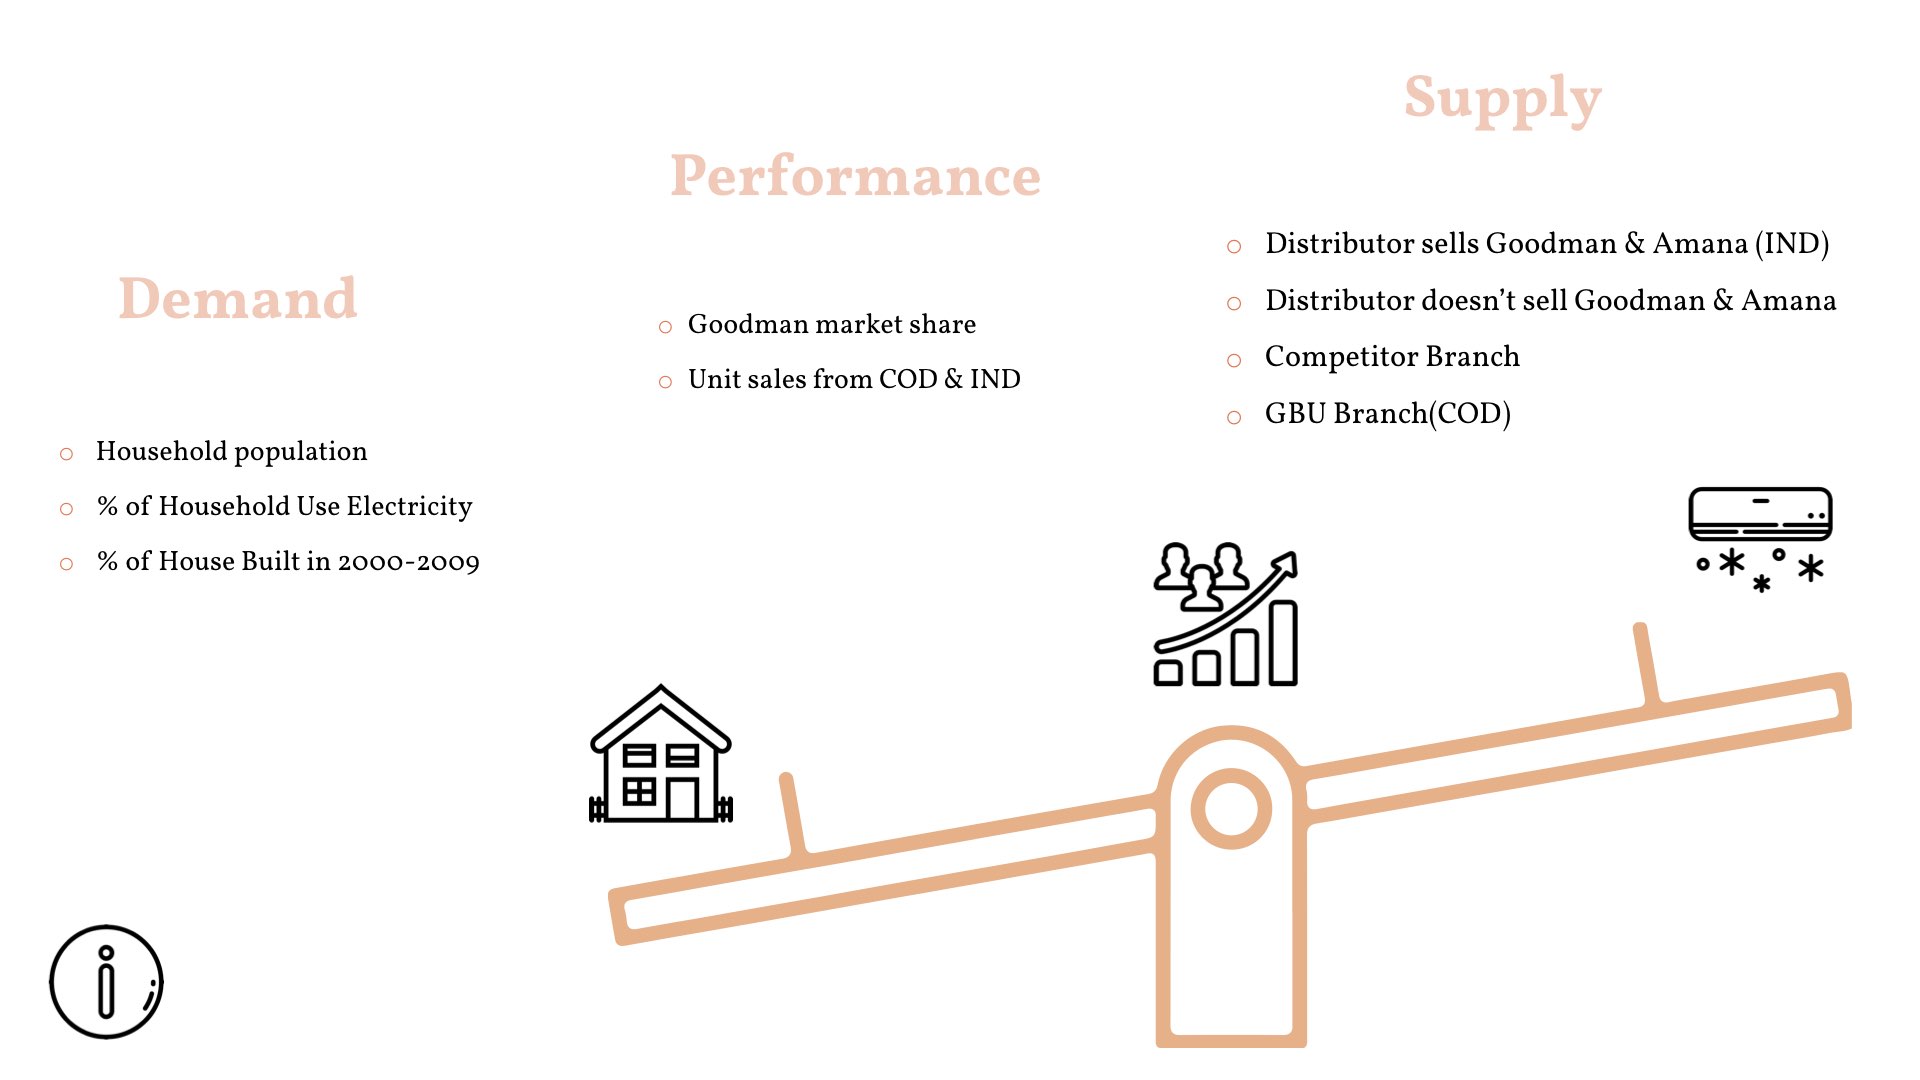 Demand
Household population
% of Household Use Electricity
% of House Built in 2000-2009
Performance
Goodman market share
Unit sales from COD & IND
Supply
Distributor sells Goodman & Amana (IND)
Distributor doesn’t sell Goodman & Amana
Competitor Branch
GBU Branch(COD)